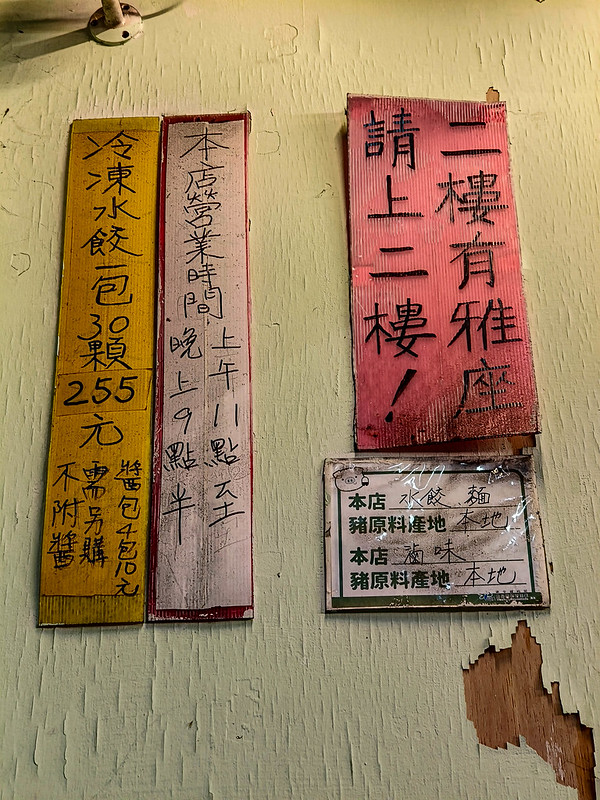 二樓有雅座
請上二樓！
本店營業時間
上午11點至
晚上9點半
冷凍水餃一包30顆
255
元
醬包4包10元
需另購
不附醬
本店 水餃 麵
豬原料產地 本地
本店 滷味
豬原料產地 本地